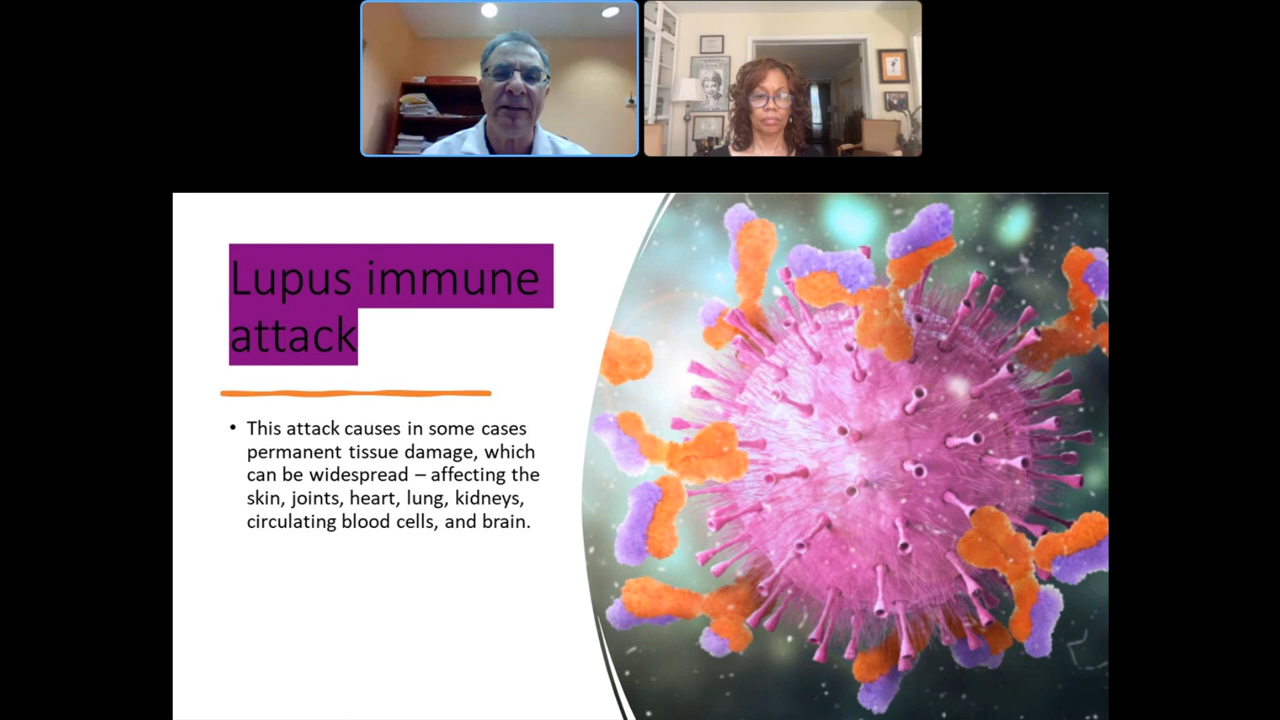 Lupus immune
attack
• This attack causes in some cases
permanent tissue damage, which
can be widespread – affecting the
skin, joints, heart, lung, kidneys,
circulating blood cells, and brain.